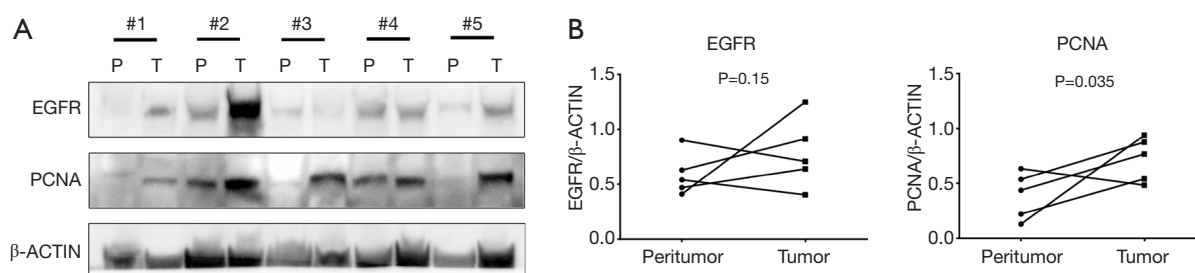 A
#1 #2 #3 #4 #5
P T P T P T P T P T
EGFR
PCNA
β-ACTIN
B
EGFR
P=0.15
EGFR/β-ACTIN
1.5
1.0
0.5
0.0
Peritumor Tumor
PCNA
P=0.035
PCNA/β-ACTIN
1.5
1.0
0.5
0.0
Peritumor Tumor